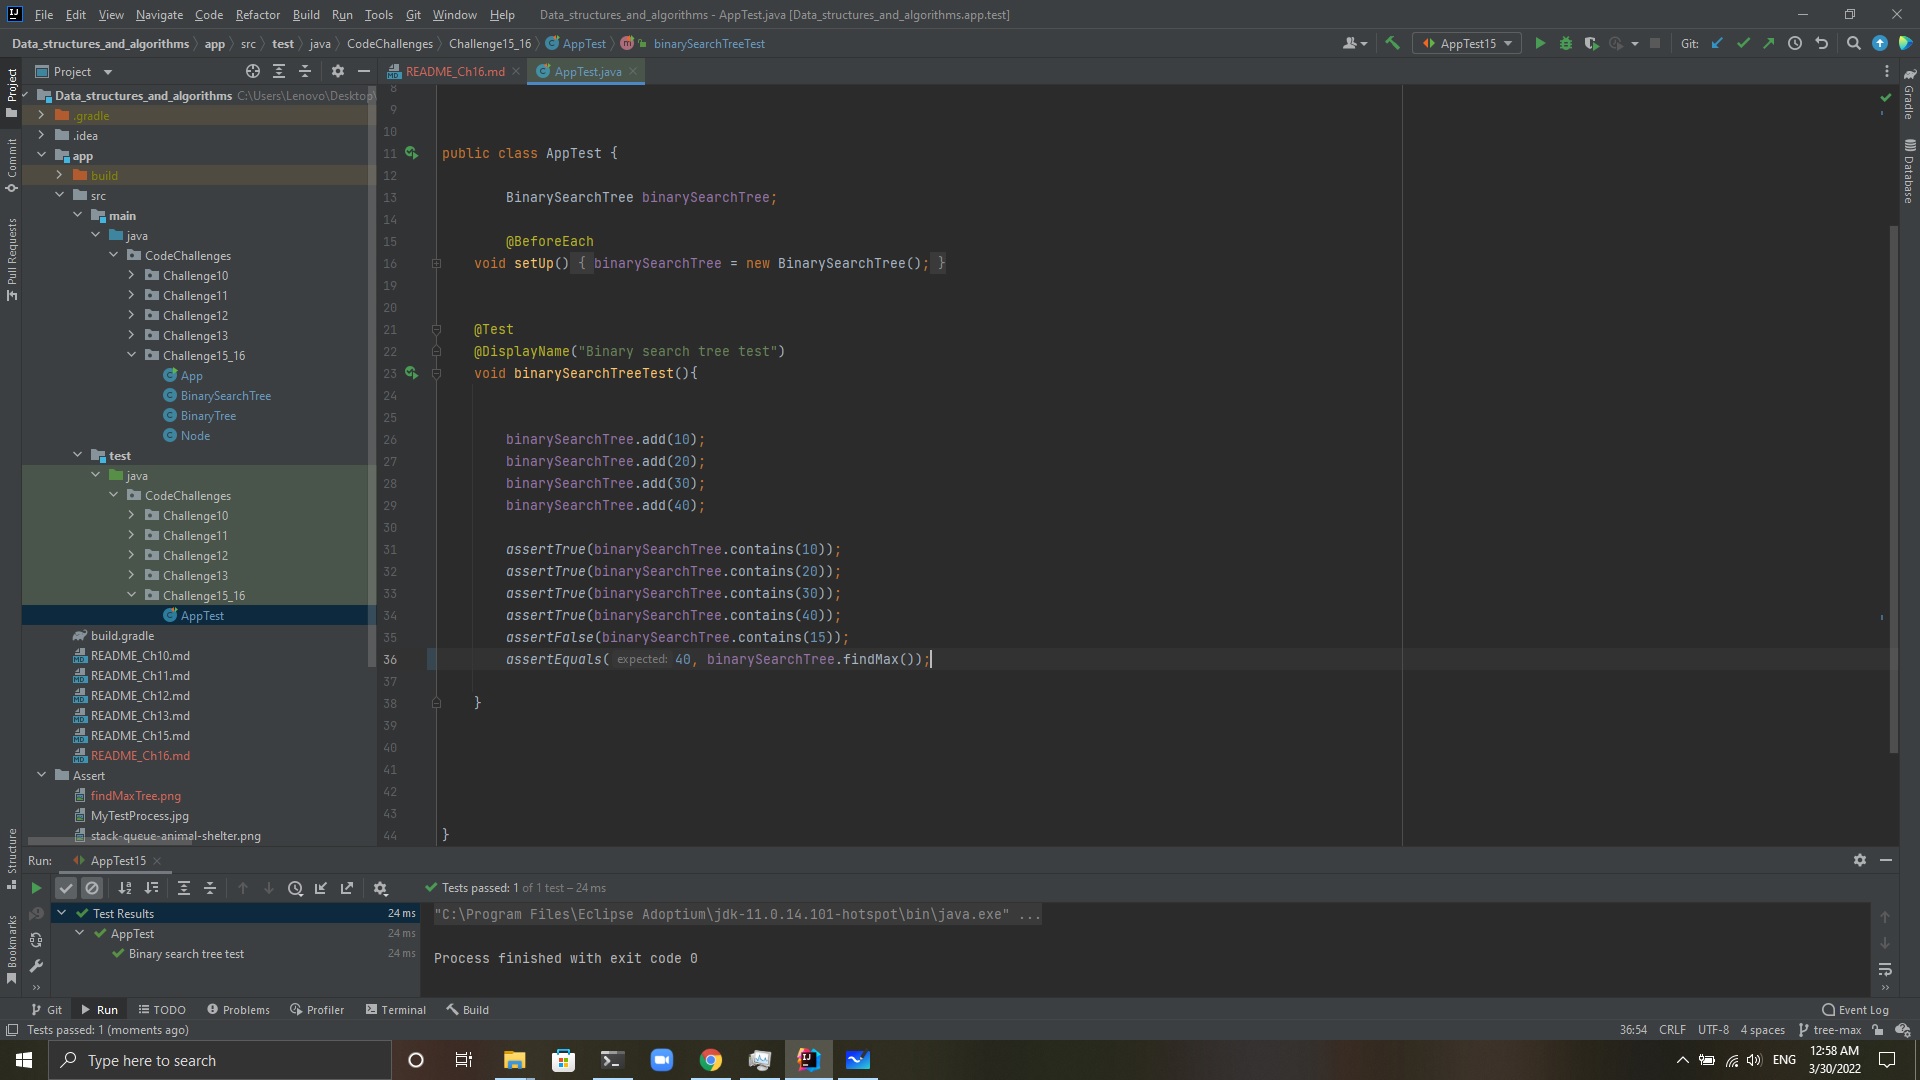 File Edit View Navigate Code Refactor Build Run Tools Git Window Help Data_structures_and_algorithms - AppTest.java [Data_structures_and_algorithms.app.test]
Data_structures_and_algorithms app src test java CodeChallenges Challenge15_16 AppTest binarySearchTreeTest AppTest15 Git:
Project
README_Ch16.md AppTest.java
Data_structures_and_algorithms C:\Users\Lenovo\Desktop\
.gradle
.idea
app
build
src
main
java
CodeChallenges
Challenge10
Challenge11
Challenge12
Challenge13
Challenge15_16
App
BinarySearchTree
BinaryTree
Node
test
java
CodeChallenges
Challenge10
Challenge11
Challenge12
Challenge13
Challenge15_16
AppTest
build.gradle
README_Ch10.md
README_Ch11.md
README_Ch12.md
README_Ch13.md
README_Ch15.md
README_Ch16.md
Assert
findMaxTree.png
MyTestProcess.jpg
stack-queue-animal-shelter.png
Project
Commit
Pull Requests
Structure
Bookmarks
8
9
10
11 public class AppTest {
12
13 BinarySearchTree binarySearchTree;
14
15 @BeforeEach
16 void setUp() { binarySearchTree = new BinarySearchTree(); }
19
20
21 @Test
22 @DisplayName("Binary search tree test")
23 void binarySearchTreeTest(){
24
25
26 binarySearchTree.add(10);
27 binarySearchTree.add(20);
28 binarySearchTree.add(30);
29 binarySearchTree.add(40);
30
31 assertTrue(binarySearchTree.contains(10));
32 assertTrue(binarySearchTree.contains(20));
33 assertTrue(binarySearchTree.contains(30));
34 assertTrue(binarySearchTree.contains(40));
35 assertFalse(binarySearchTree.contains(15));
36 assertEquals( expected: 40, binarySearchTree.findMax());
37
38 }
39
40
41
42
43
44 }
Gradle
Database
Run: AppTest15
Tests passed: 1 of 1 test – 24 ms
Test Results 24 ms
AppTest 24 ms
Binary search tree test 24 ms
"C:\Program Files\Eclipse Adoptium\jdk-11.0.14.101-hotspot\bin\java.exe" ...
Process finished with exit code 0
Git Run TODO Problems Profiler Terminal Build Event Log
Tests passed: 1 (moments ago) 36:54 CRLF UTF-8 4 spaces tree-max
Type here to search ENG 12:58 AM
3/30/2022